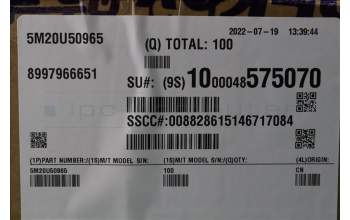 5M20U50965
(Q) TOTAL: 100
2022-07-19 13:39:44
8997966651
SU#: (9S) 1000048575070
SSCC#:008828615146717084
(1P)PART NUMBER:/(1S)M/T MODEL S/N:
/(1S)M/T MODEL S/N:/(Q)QTY:
(4L)ORIGIN:
5M20U50965
100
CN